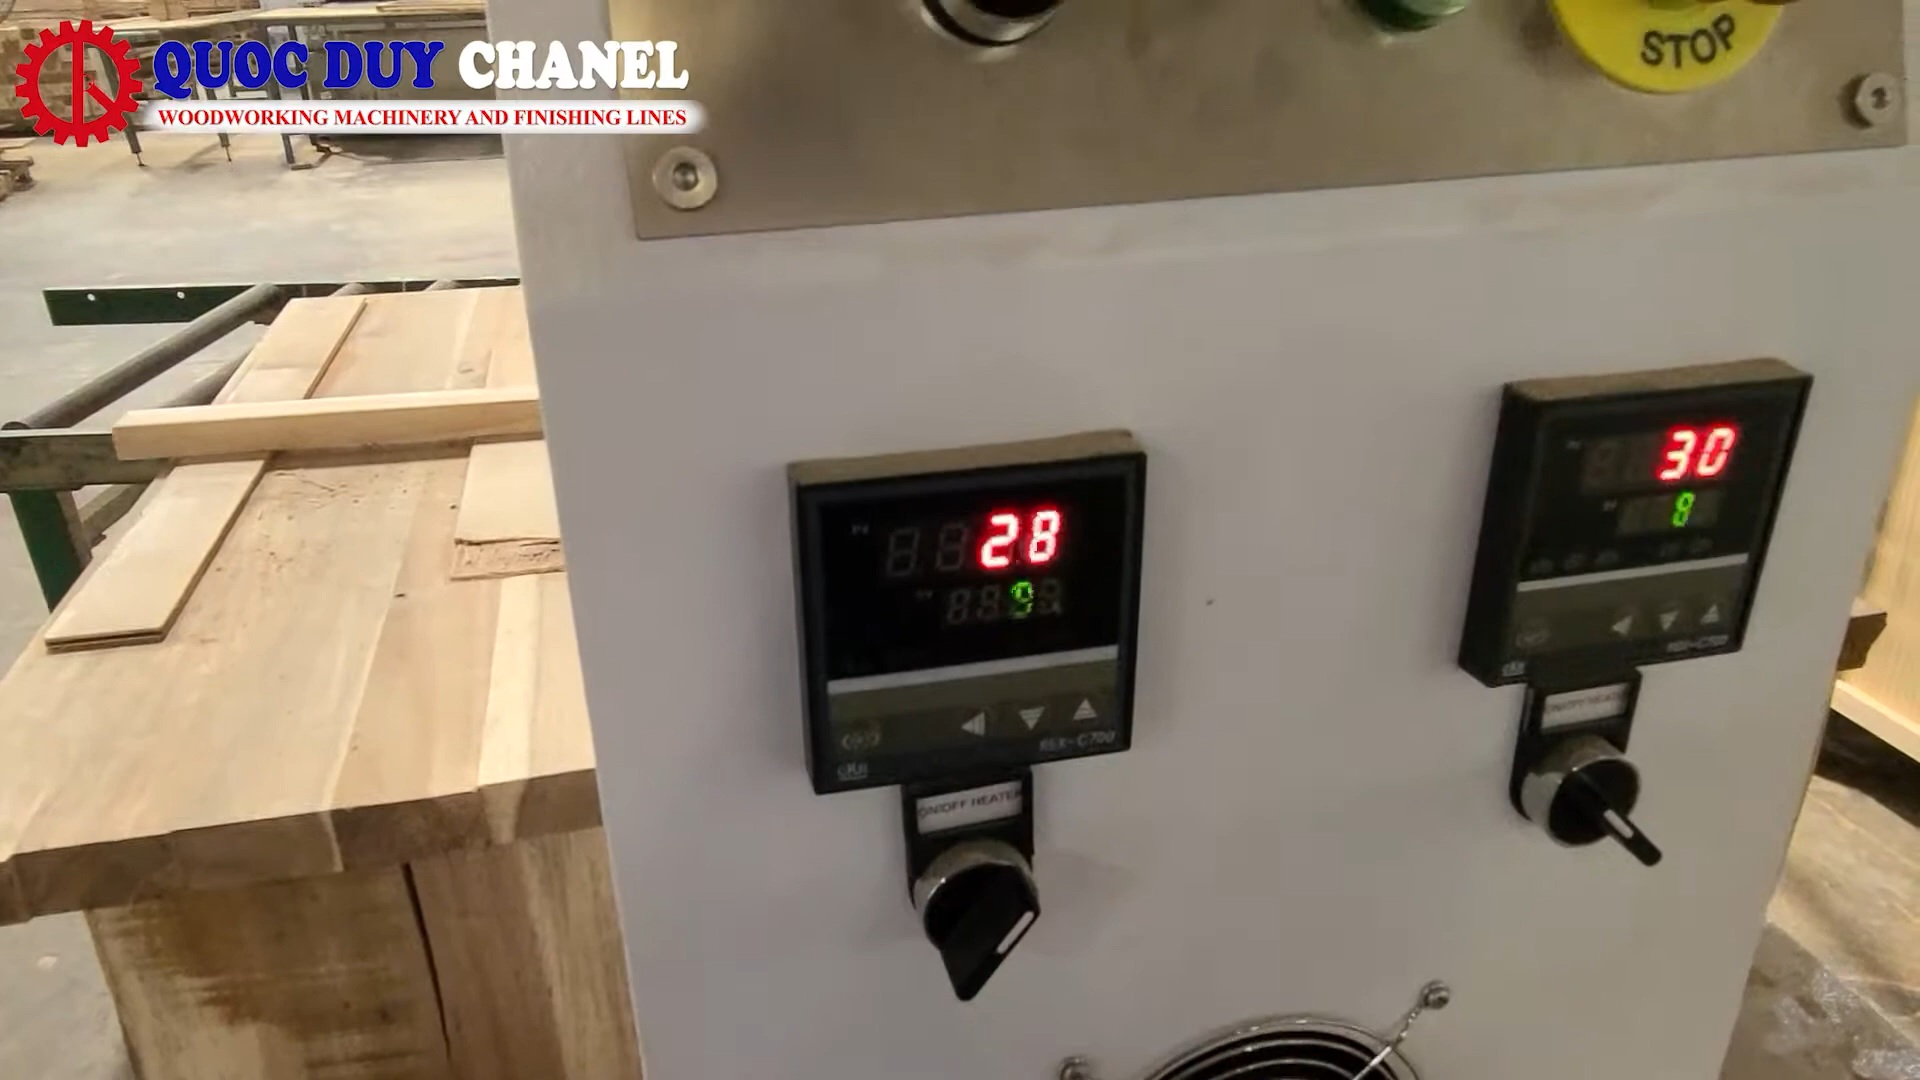 QUOC DUY CHANEL
WOODWORKING MACHINERY AND FINISHING LINES
STOP
30
8
28
9
REX-C700
ON/OFF HEATER